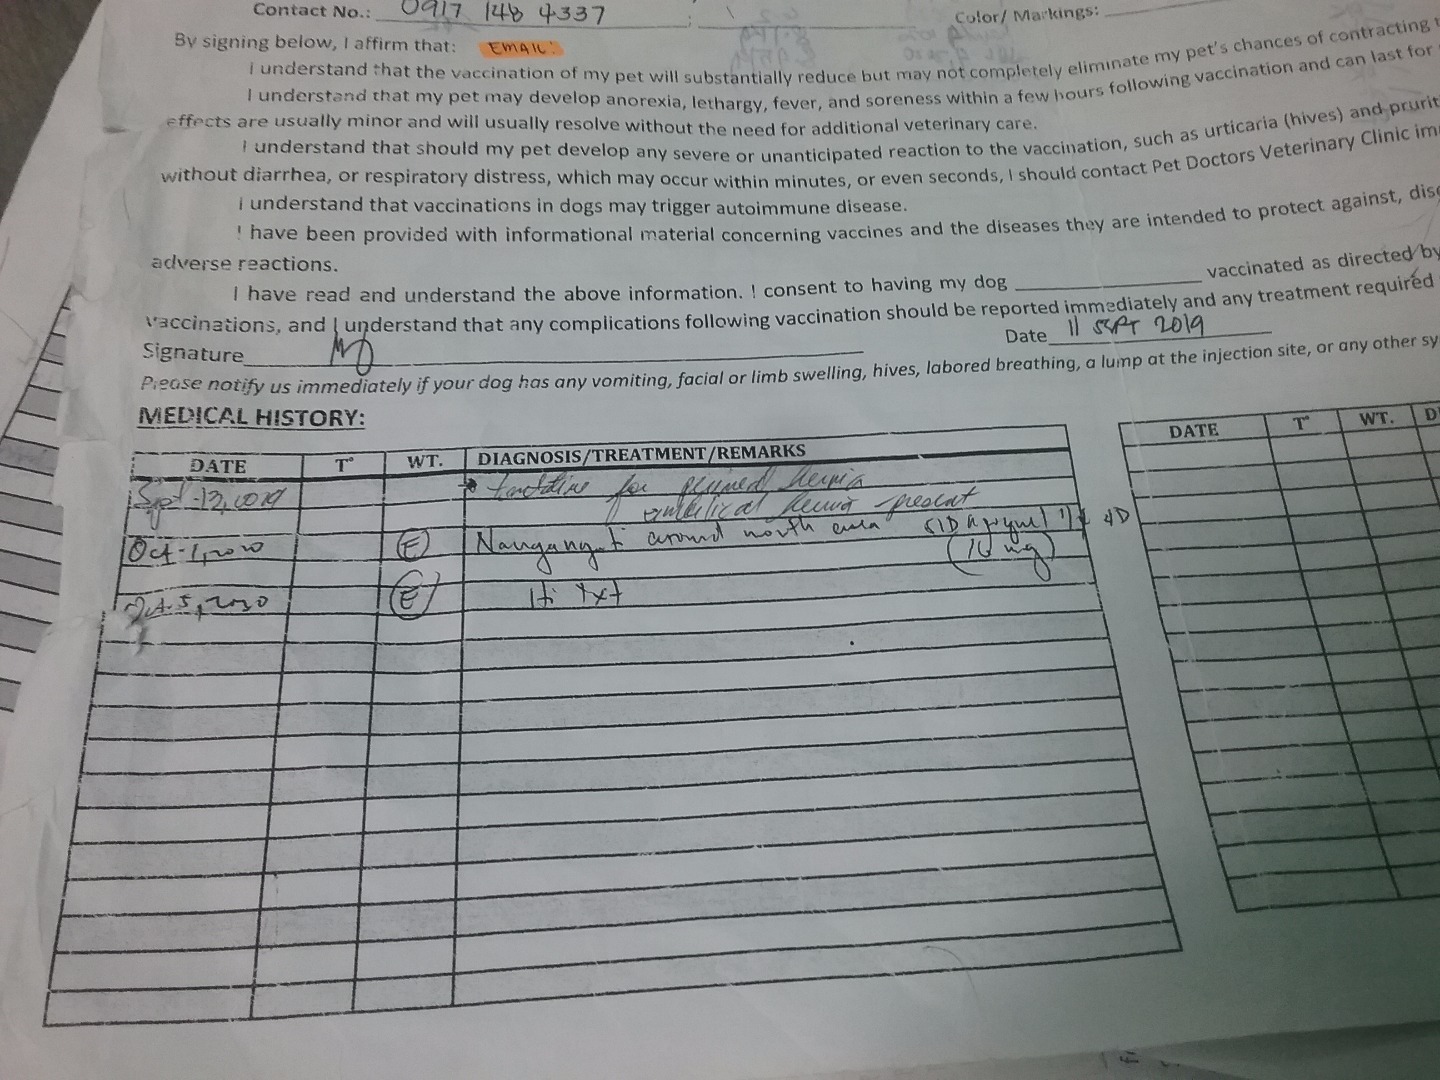 Contact No.: 0917 148 4337
Color/ Markings:
By signing below, I affirm that: EMAIL:
I understand that the vaccination of my pet will substantially reduce but may not completely eliminate my pet's chances of contracting
I understand that my pet may develop anorexia, lethargy, fever, and soreness within a few hours following vaccination and can last for
effects are usually minor and will usually resolve without the need for additional veterinary care.
I understand that should my pet develop any severe or unanticipated reaction to the vaccination, such as urticaria (hives) and prurit
without diarrhea, or respiratory distress, which may occur within minutes, or even seconds, I should contact Pet Doctors Veterinary Clinic im
I understand that vaccinations in dogs may trigger autoimmune disease.
I have been provided with informational material concerning vaccines and the diseases they are intended to protect against, dis
adverse reactions.
I have read and understand the above information. I consent to having my dog vaccinated as directed by
vaccinations, and I understand that any complications following vaccination should be reported immediately and any treatment required
Signature
Date 11 SEPT 2019
Please notify us immediately if your dog has any vomiting, facial or limb swelling, hives, labored breathing, a lump at the injection site, or any other sy
MEDICAL HISTORY:
DATE T° WT. DIAGNOSIS/TREATMENT/REMARKS
DATE T° WT. D
Sept. 12, 2019 for hernia
umbilical hernia present
Oct. 1, 2020 E around mouth area SID 4D
(16 mg)
Oct. 5, 2020 E txt